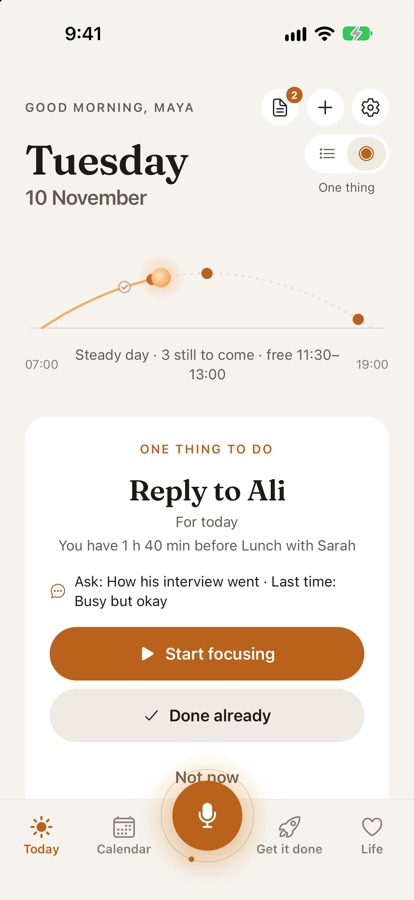 9:41
GOOD MORNING, MAYA
2
Tuesday
10 November
One thing
07:00
Steady day · 3 still to come · free 11:30–
13:00
19:00
ONE THING TO DO
Reply to Ali
For today
You have 1 h 40 min before Lunch with Sarah
Ask: How his interview went · Last time:
Busy but okay
Start focusing
Done already
Not now
Today
Calendar
Get it done
Life